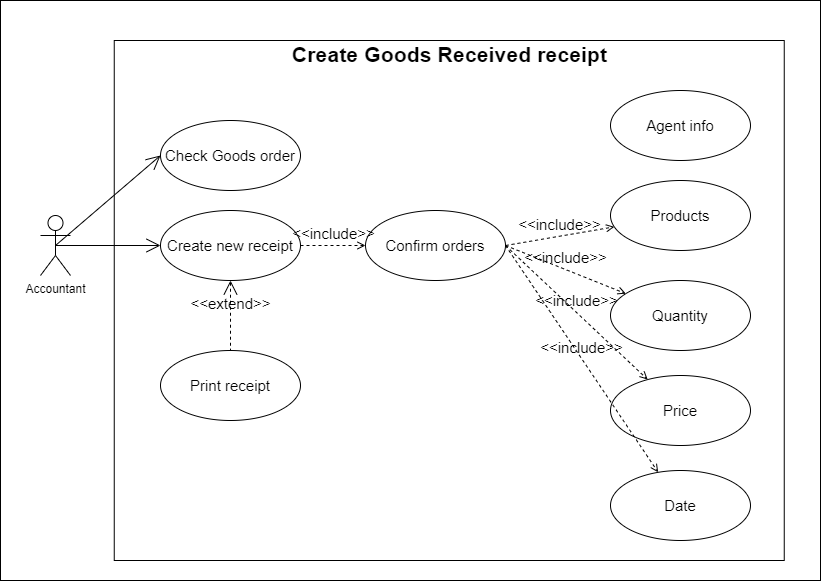 Create Goods Received receipt
Agent info
Check Goods order
Products
<<include>>
<<include>>
Create new receipt
Confirm orders
<<include>>
Accountant
<<extend>>
<<include>>
Quantity
<<include>>
Print receipt
Price
Date